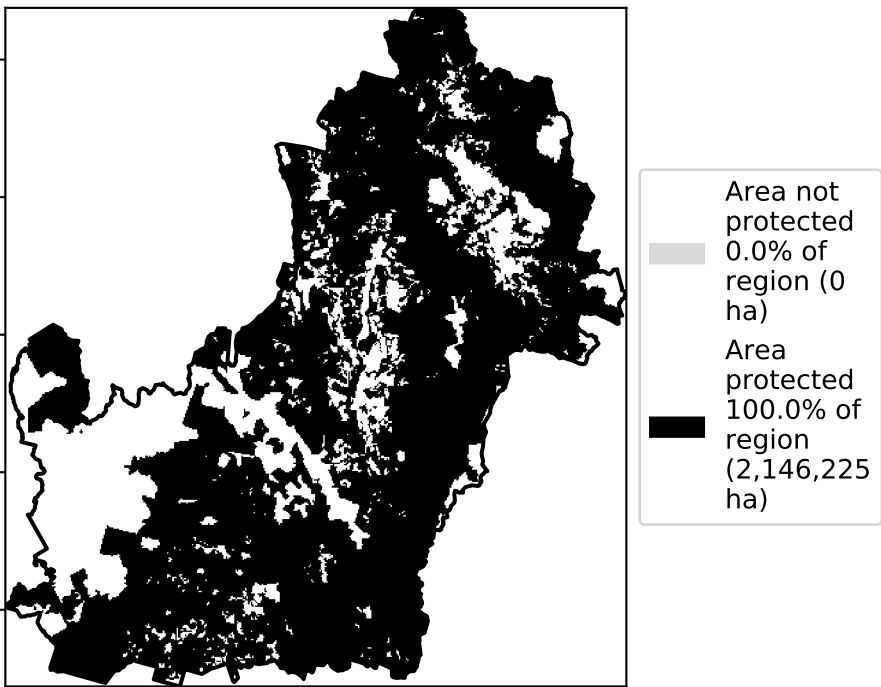 Area not
protected
0.0% of
region (0
ha)
Area
protected
100.0% of
region
(2,146,225
ha)